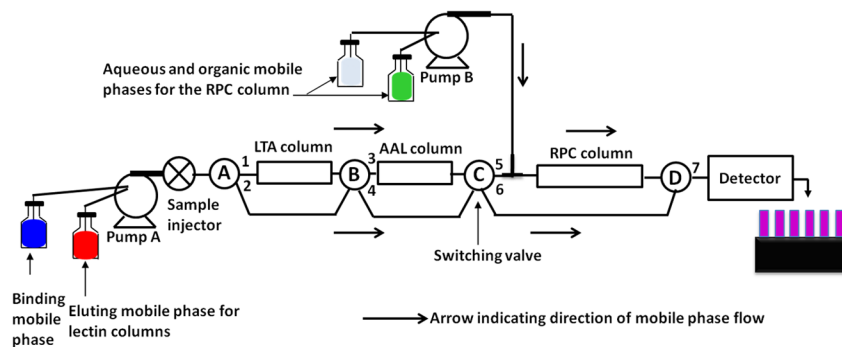 Aqueous and organic mobile
phases for the RPC column
Pump B
LTA column
AAL column
RPC column
A
1
2
B
3
4
C
5
6
D
7
Detector
Sample
injector
Pump A
Switching valve
Binding
mobile
phase
Eluting mobile phase for
lectin columns
Arrow indicating direction of mobile phase flow